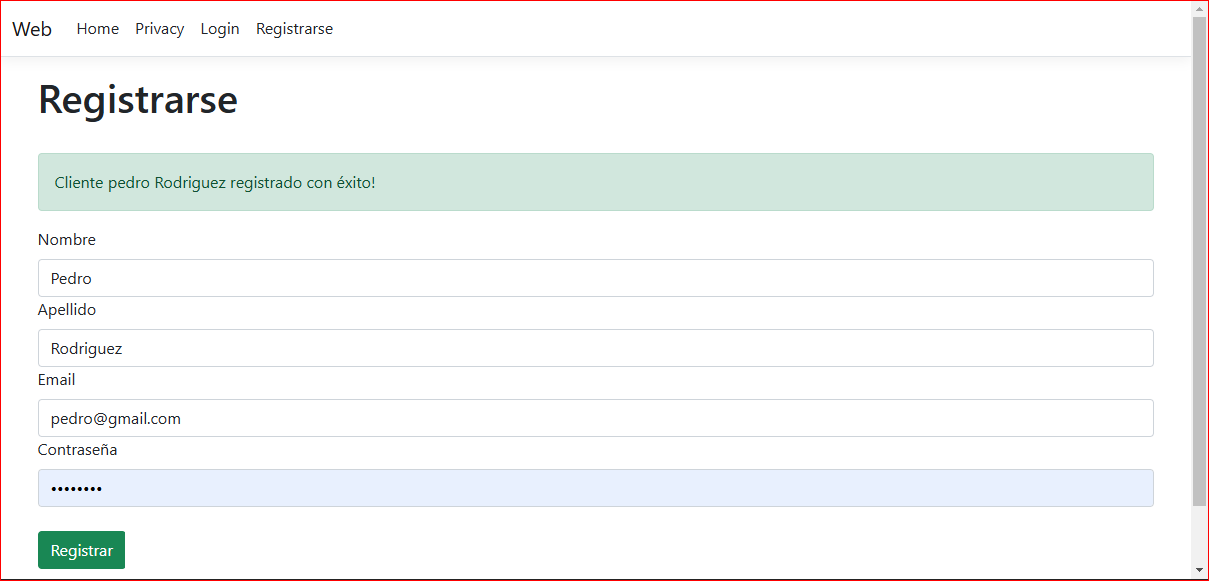 Web Home Privacy Login Registrarse
Registrarse
Cliente pedro Rodriguez registrado con éxito!
Nombre
Pedro
Apellido
Rodriguez
Email
pedro@gmail.com
Contraseña
••••••••
Registrar